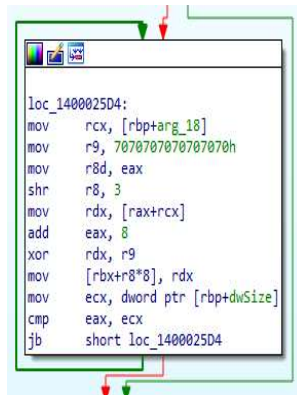 loc_1400025D4:
mov rcx, [rbp+arg_18]
mov r9, 7070707070707070h
mov r8d, eax
shr r8, 3
mov rdx, [rax+rcx]
add eax, 8
xor rdx, r9
mov [rbx+r8*8], rdx
mov ecx, dword ptr [rbp+dwSize]
cmp eax, ecx
jb short loc_1400025D4